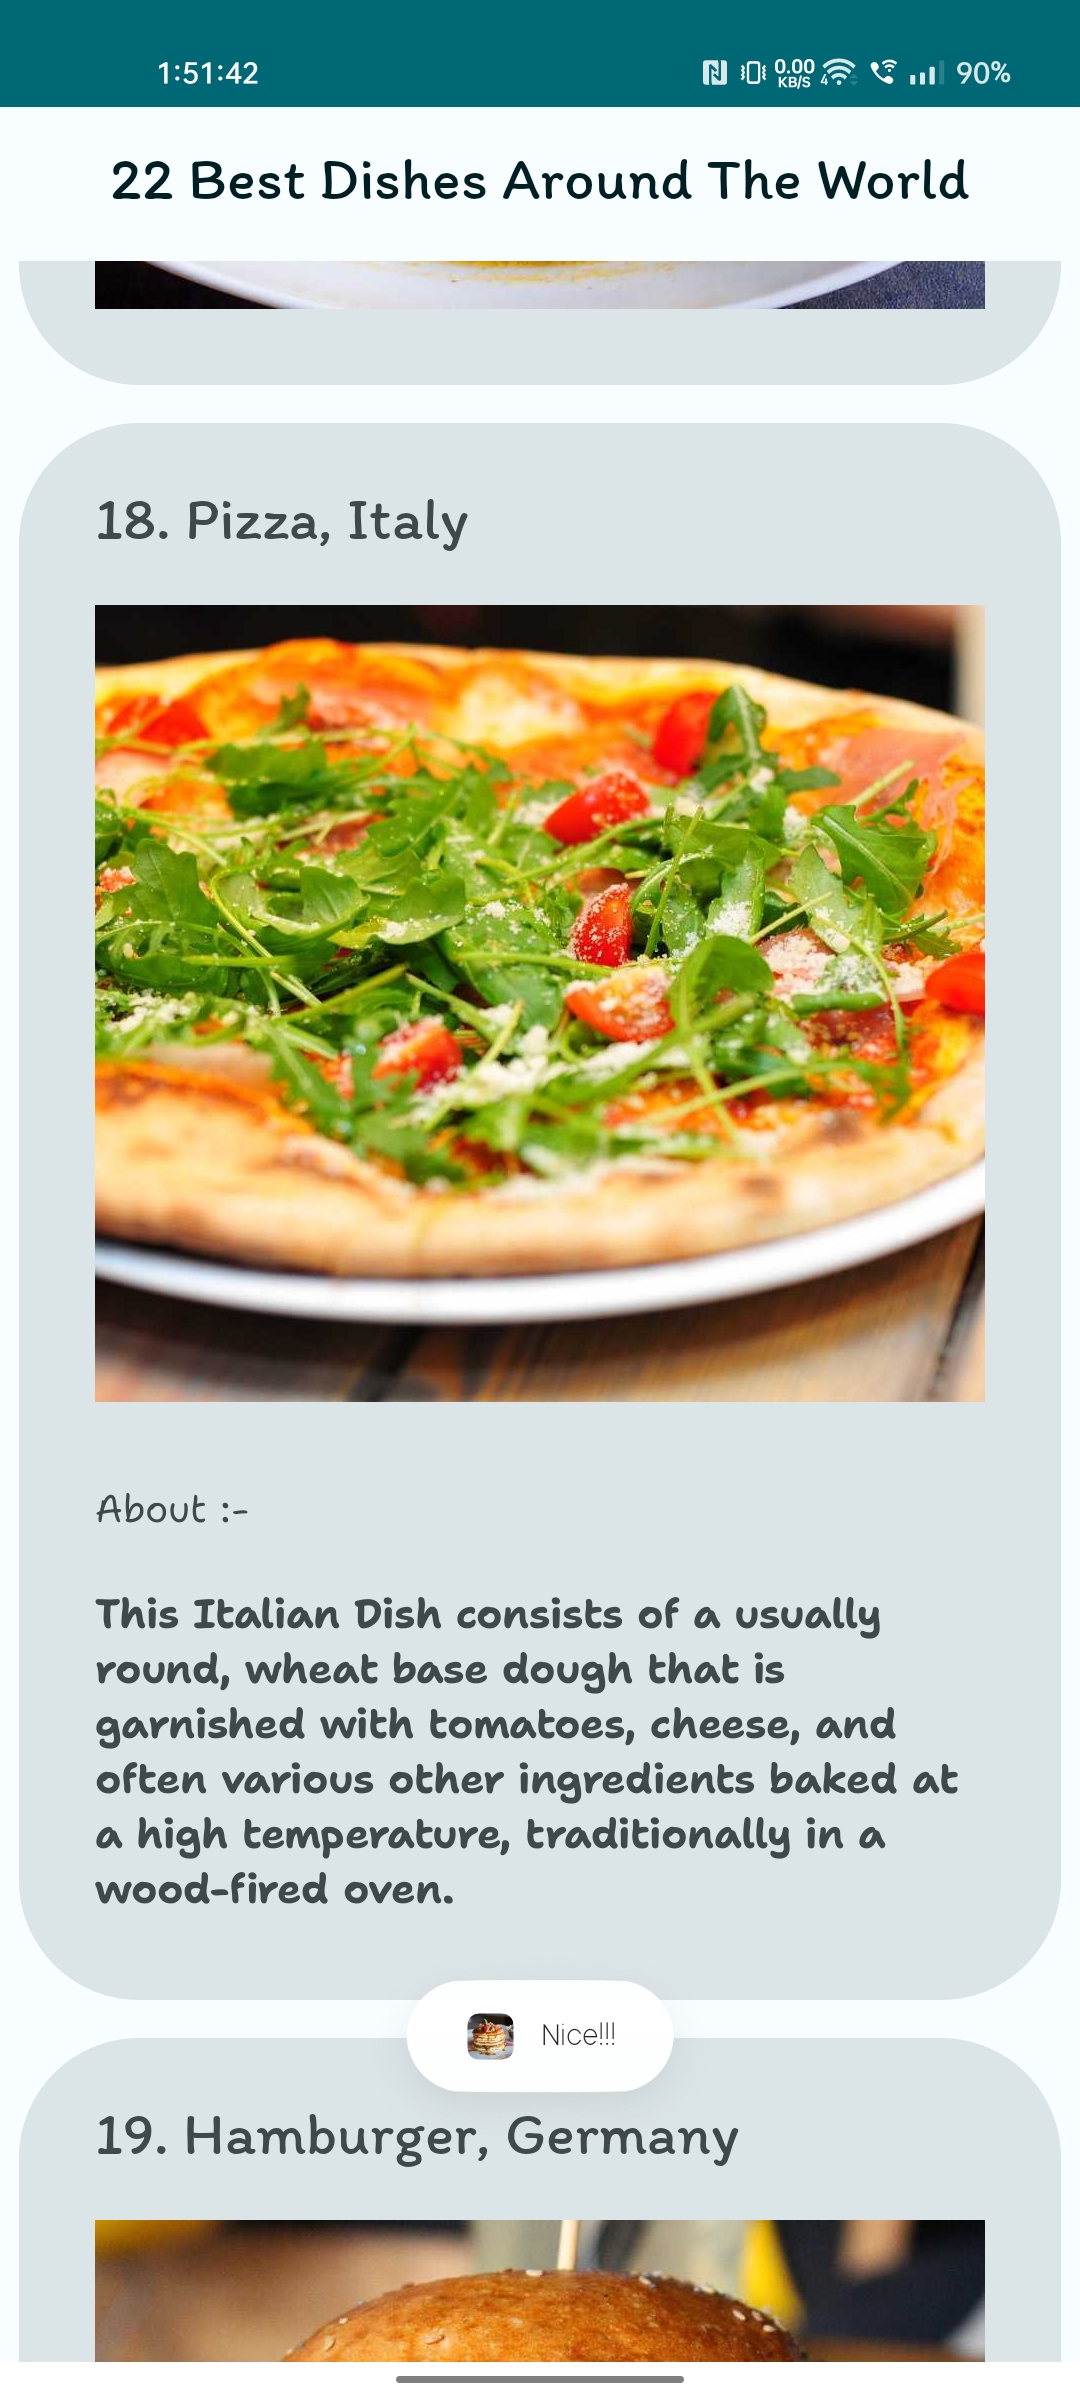 1:51:42
0.00
KB/S
4
90%
22 Best Dishes Around The World
18. Pizza, Italy
About :-
This Italian Dish consists of a usually
round, wheat base dough that is
garnished with tomatoes, cheese, and
often various other ingredients baked at
a high temperature, traditionally in a
wood-fired oven.
Nice!!!
19. Hamburger, Germany